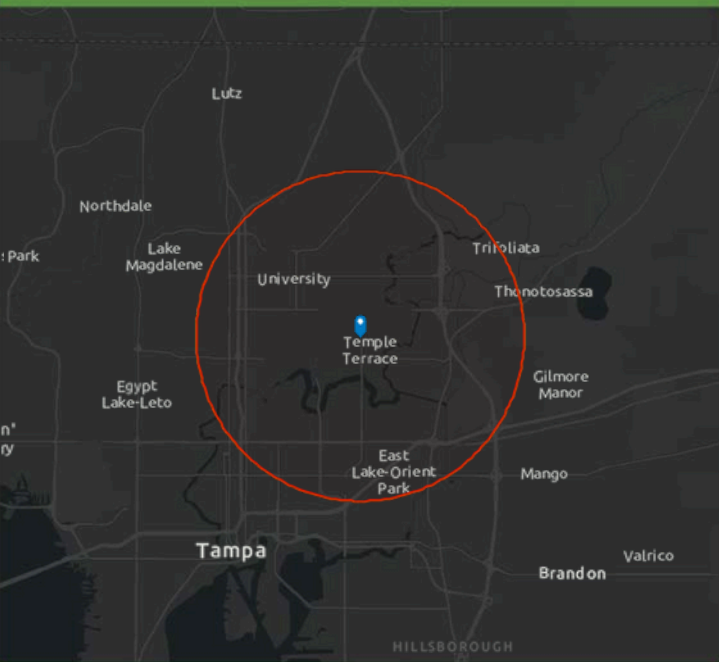 Lutz
Northdale
Lake
Magdalene
: Park
University
Trifoliata
Thonotosassa
Temple
Terrace
Egypt
Lake-Leto
Gilmore
Manor
n'
ry
East
Lake-Orient
Park
Mango
Tampa
Valrico
Brandon
HILLSBOROUGH